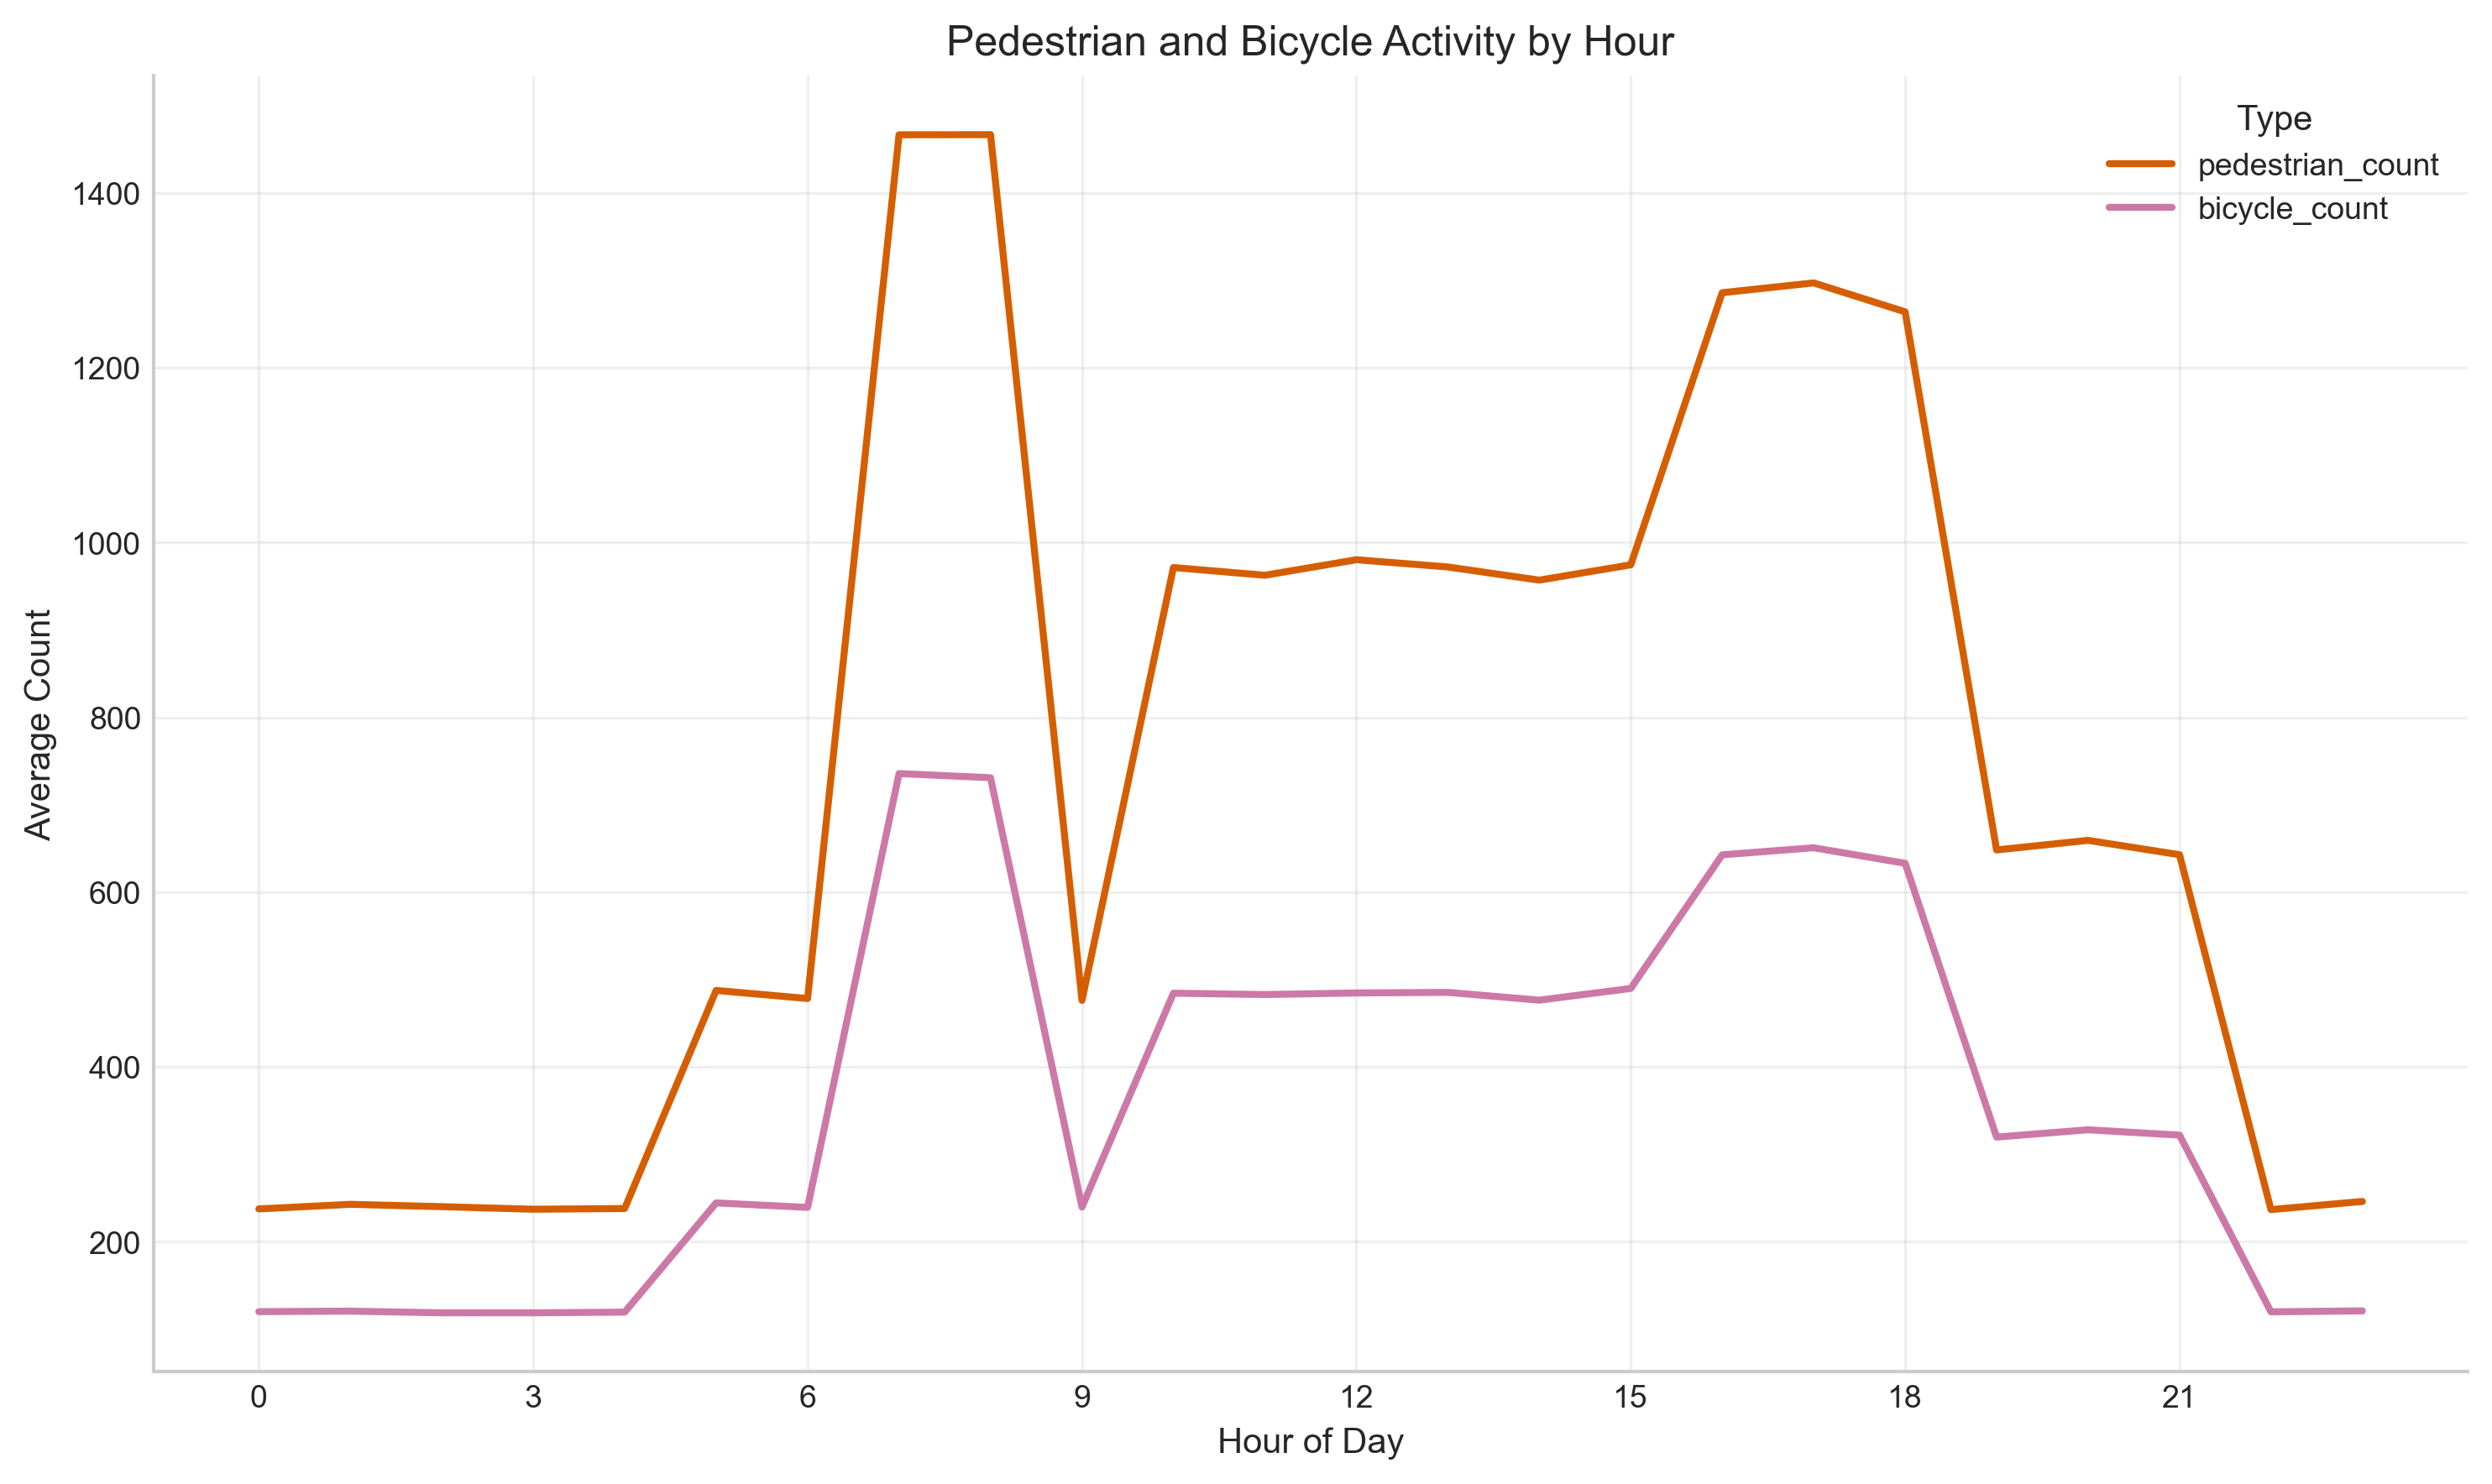 Pedestrian and Bicycle Activity by Hour
Type
pedestrian_count
bicycle_count
1400
1200
1000
800
600
400
200
Average Count
0 3 6 9 12 15 18 21
Hour of Day